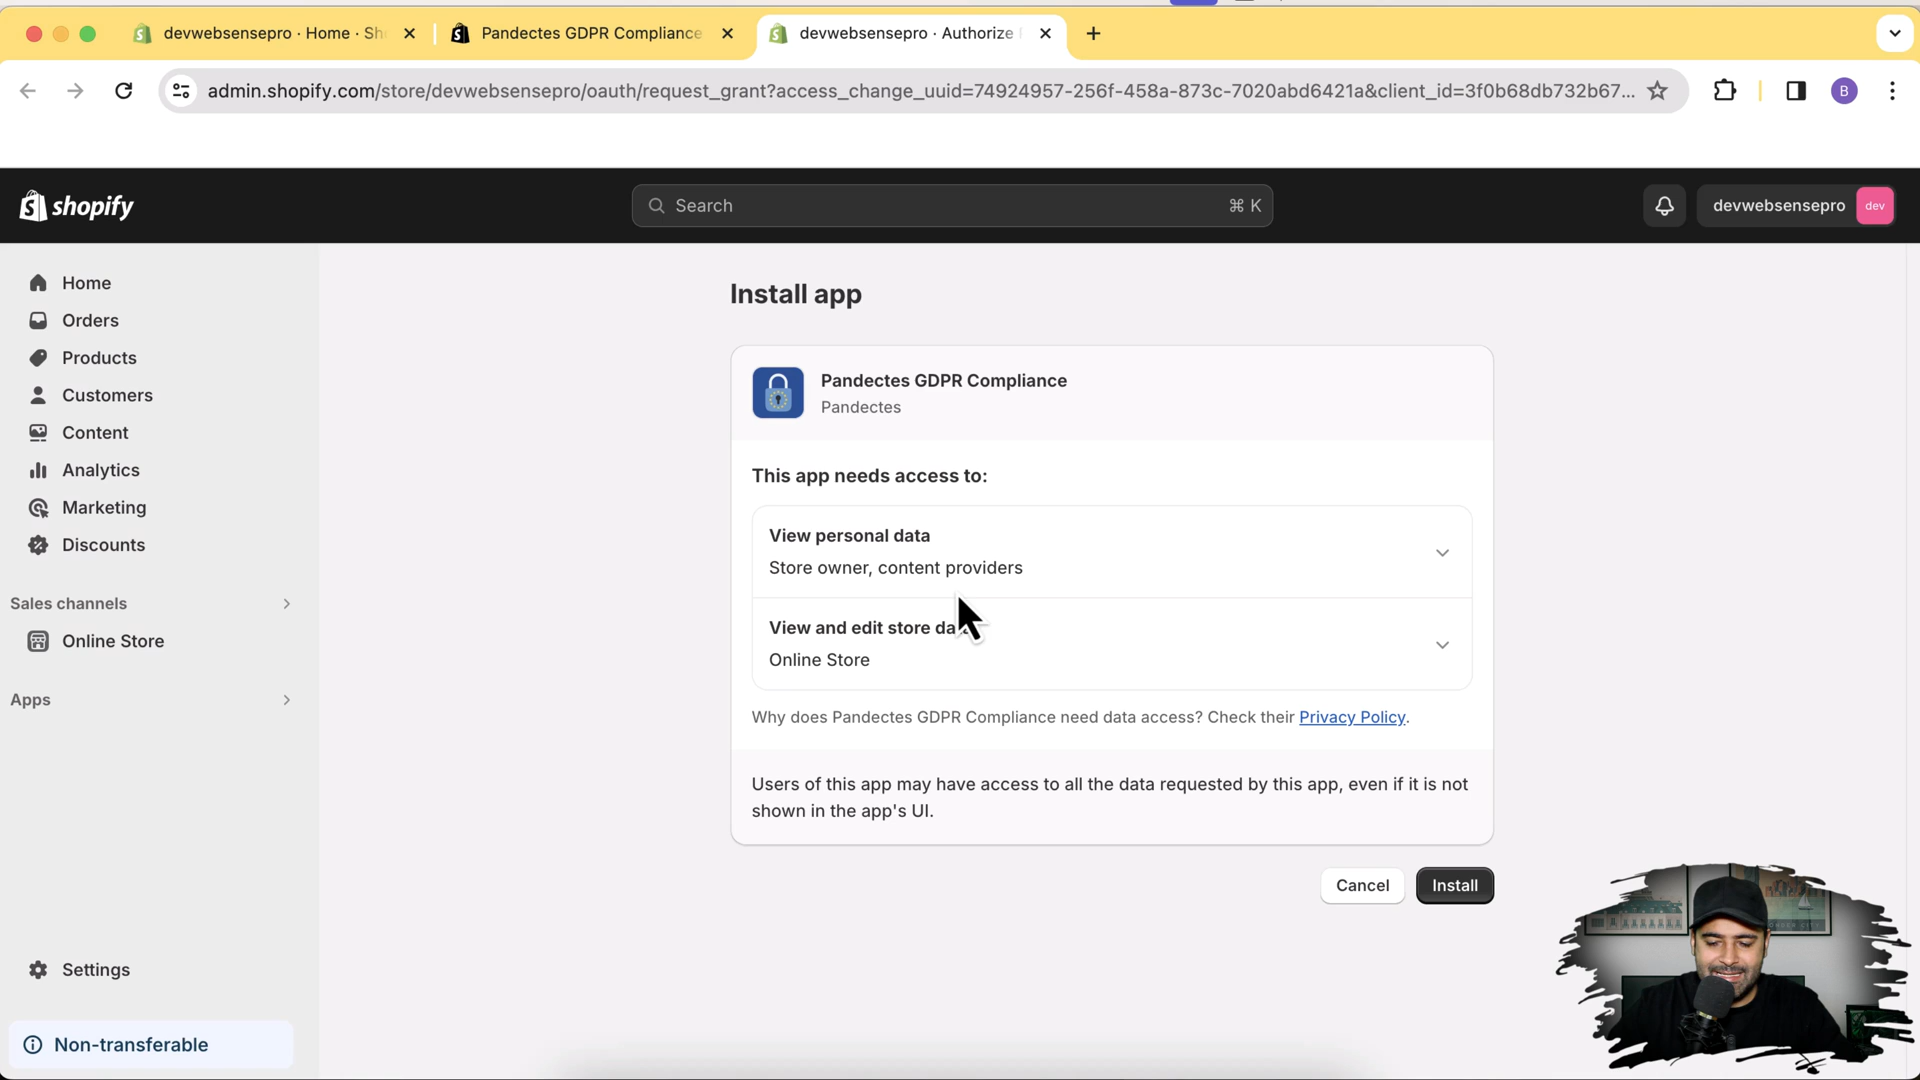 devwebsensepro · Home · Sh
Pandectes GDPR Compliance
devwebsensepro · Authorize
admin.shopify.com/store/devwebsensepro/oauth/request_grant?access_change_uuid=74924957-256f-458a-873c-7020abd6421a&client_id=3f0b68db732b67...
B
shopify
Search
⌘ K
devwebsensepro
dev
Home
Orders
Products
Customers
Content
Analytics
Marketing
Discounts
Sales channels
Online Store
Apps
Settings
Non-transferable
Install app
Pandectes GDPR Compliance
Pandectes
This app needs access to:
View personal data
Store owner, content providers
View and edit store da
Online Store
Why does Pandectes GDPR Compliance need data access? Check their Privacy Policy.
Users of this app may have access to all the data requested by this app, even if it is not
shown in the app's UI.
Cancel
Install